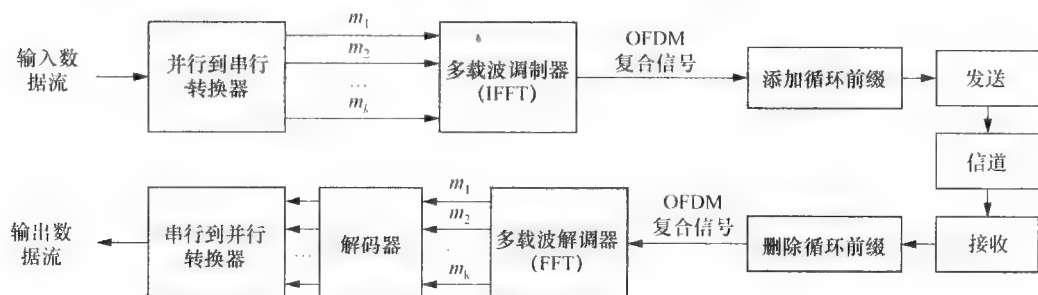 输入数
据流
并行到串行
转换器
m₁
m₂
…
mₖ
多载波调制器
(IFFT)
OFDM
复合信号
添加循环前缀
发送
信道
接收
删除循环前缀
OFDM
复合信号
多载波解调器
(FFT)
m₁
m₂
mₖ
解码器
…
串行到并行
转换器
输出数
据流